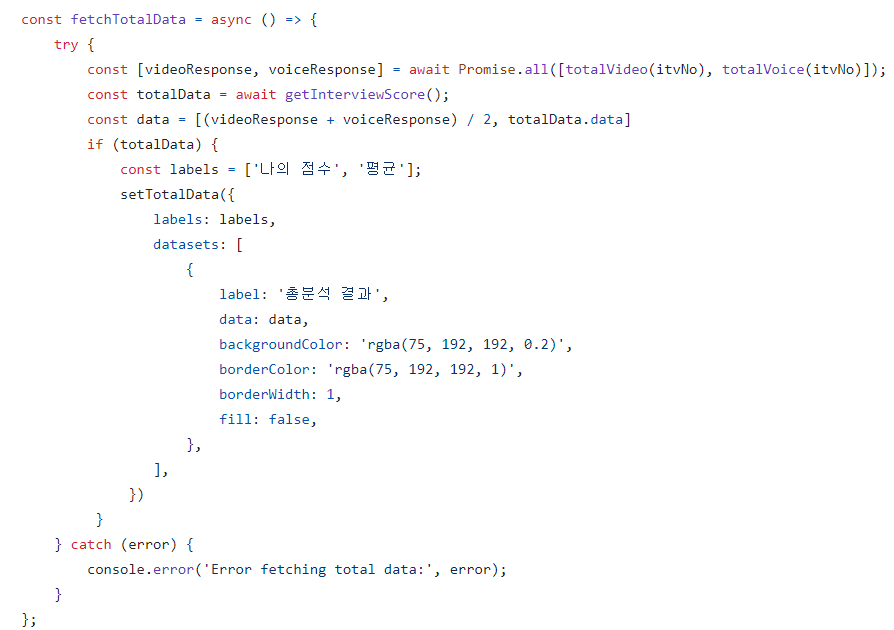 const fetchTotalData = async () => {
    try {
        const [videoResponse, voiceResponse] = await Promise.all([totalVideo(itvNo), totalVoice(itvNo)]);
        const totalData = await getInterviewScore();
        const data = [(videoResponse + voiceResponse) / 2, totalData.data]
        if (totalData) {
            const labels = ['나의 점수', '평균'];
            setTotalData({
                labels: labels,
                datasets: [
                    {
                        label: '총분석 결과',
                        data: data,
                        backgroundColor: 'rgba(75, 192, 192, 0.2)',
                        borderColor: 'rgba(75, 192, 192, 1)',
                        borderWidth: 1,
                        fill: false,
                    },
                ],
             })
         }
    } catch (error) {
        console.error('Error fetching total data:', error);
    }
};